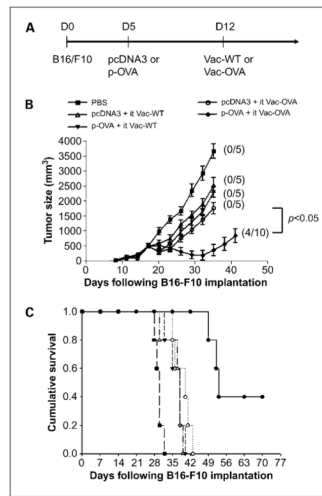 A
D0 D5 D12
B16/F10 pcDNA3 or Vac-WT or
p-OVA Vac-OVA
B
PBS pcDNA3 + it Vac-OVA
pcDNA3 + it Vac-WT p-OVA + it Vac-OVA
p-OVA + it Vac-WT
Tumor size (mm3)
4000
3500
3000
2500
2000
1500
1000
500
0
(0/5)
(0/5)
(0/5)
(0/5)
(4/10)
p<0.05
0 10 20 30 40 50
Days following B16-F10 implantation
C
Cumulative survival
1.0
0.8
0.6
0.4
0.2
0.0
0 7 14 21 28 35 42 49 56 63 70 77
Days following B16-F10 implantation